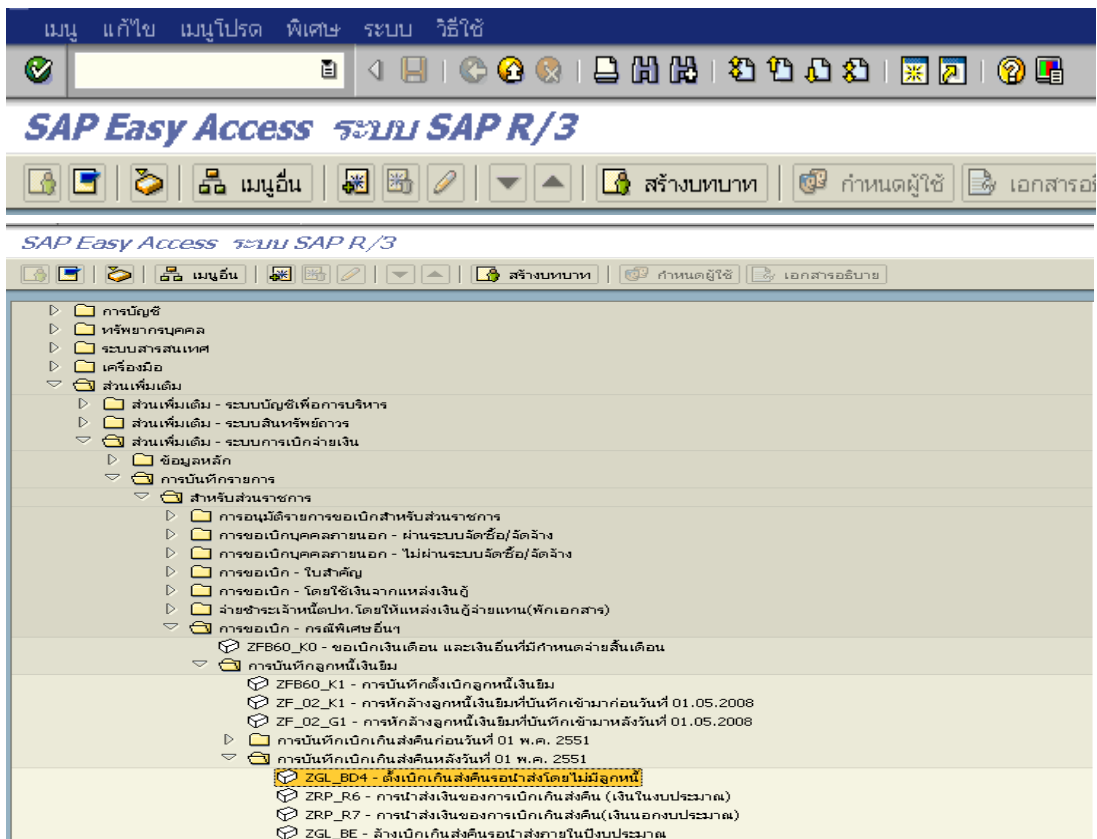 เมนู แก้ไข เมนูโปรด พิเศษ ระบบ วิธีใช้
SAP Easy Access ระบบ SAP R/3
เมนูอื่น สร้างบทบาท กำหนดผู้ใช้ เอกสารอธิ
SAP Easy Access ระบบ SAP R/3
เมนูอื่น สร้างบทบาท กำหนดผู้ใช้ เอกสารอธิบาย
การบัญชี
ทรัพยากรบุคคล
ระบบสารสนเทศ
เครื่องมือ
ส่วนเพิ่มเติม
ส่วนเพิ่มเติม - ระบบบัญชีเพื่อการบริหาร
ส่วนเพิ่มเติม - ระบบสินทรัพย์ถาวร
ส่วนเพิ่มเติม - ระบบการเบิกจ่ายเงิน
ข้อมูลหลัก
การบันทึกรายการ
สำหรับส่วนราชการ
การอนุมัติรายการขอเบิกสำหรับส่วนราชการ
การขอเบิกบุคคลภายนอก - ผ่านระบบจัดซื้อ/จัดจ้าง
การขอเบิกบุคคลภายนอก - ไม่ผ่านระบบจัดซื้อ/จัดจ้าง
การขอเบิก - ใบสำคัญ
การขอเบิก - โดยใช้เงินจากแหล่งเงินกู้
จ่ายชำระเจ้าหนี้ตปท.โดยให้แหล่งเงินกู้จ่ายแทน(พักเอกสาร)
การขอเบิก - กรณีพิเศษอื่นๆ
ZFB60_K0 - ขอเบิกเงินเดือน และเงินอื่นที่มีกำหนดจ่ายสิ้นเดือน
การบันทึกลูกหนี้เงินยืม
ZFB60_K1 - การบันทึกตั้งเบิกลูกหนี้เงินยืม
ZF_02_K1 - การหักล้างลูกหนี้เงินยืมที่บันทึกเข้ามาก่อนวันที่ 01.05.2008
ZF_02_G1 - การหักล้างลูกหนี้เงินยืมที่บันทึกเข้ามาหลังวันที่ 01.05.2008
การบันทึกเบิกเกินส่งคืนก่อนวันที่ 01 พ.ค. 2551
การบันทึกเบิกเกินส่งคืนหลังวันที่ 01 พ.ค. 2551
ZGL_BD4 - ตั้งเบิกเกินส่งคืนรอนำส่งโดยไม่มีลูกหนี้
ZRP_R6 - การนำส่งเงินของการเบิกเกินส่งคืน (เงินในงบประมาณ)
ZRP_R7 - การนำส่งเงินของการเบิกเกินส่งคืน(เงินนอกงบประมาณ)
ZGL_BE - ล้างเบิกเกินส่งคืนรอนำส่งภายในปีงบประมาณ